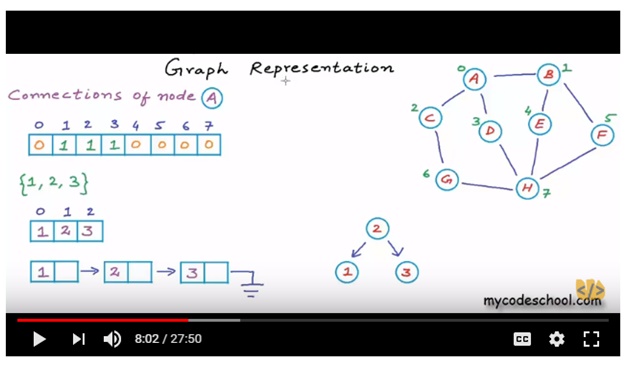 Graph Representation
Connections of node A
0 1 2 3 4 5 6 7
0 1 1 1 0 0 0 0
{1, 2, 3}
0 1 2
1 2 3
1 2 3
0 A
B 1
2 C
3 D
4 E
5 F
6 G
H 7
2
1 3
</>
mycodeschool.com
8:02 / 27:50
CC